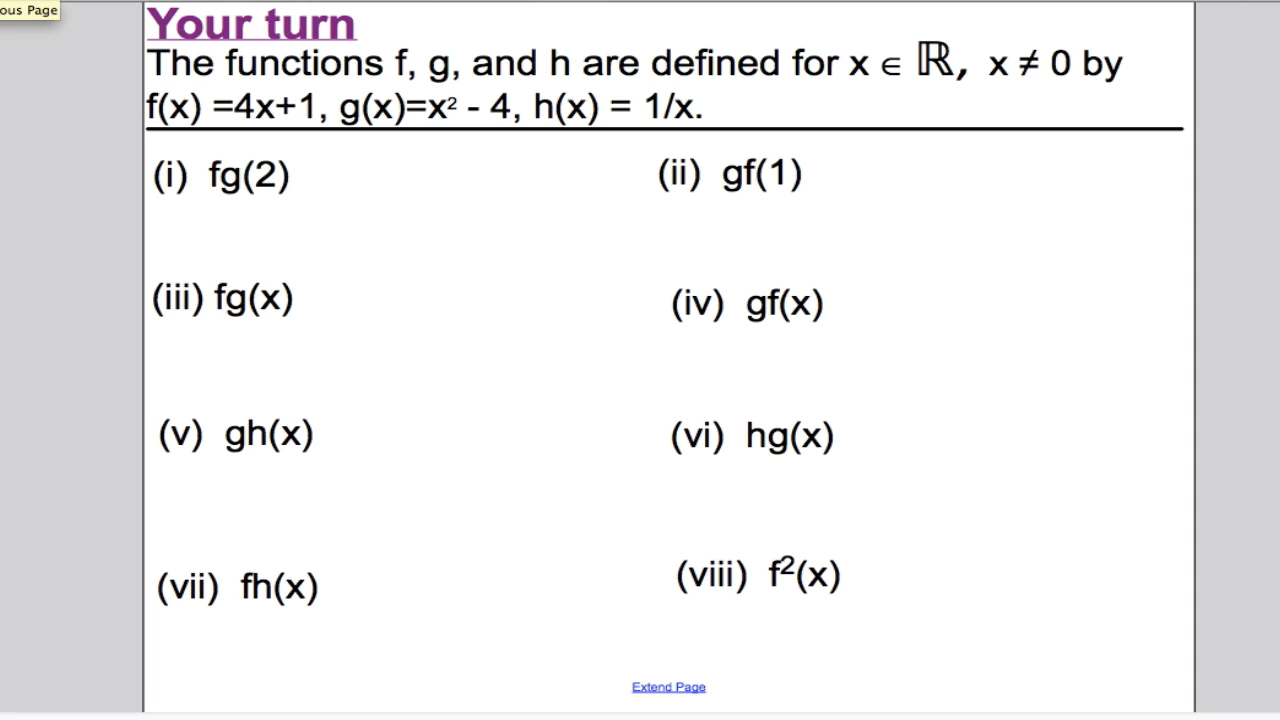 ous Page
Your turn
The functions f, g, and h are defined for x ∈ ℝ, x ≠ 0 by
f(x) =4x+1, g(x)=x² - 4, h(x) = 1/x.
(i) fg(2)
(ii) gf(1)
(iii) fg(x)
(iv) gf(x)
(v) gh(x)
(vi) hg(x)
(vii) fh(x)
(viii) f²(x)
Extend Page